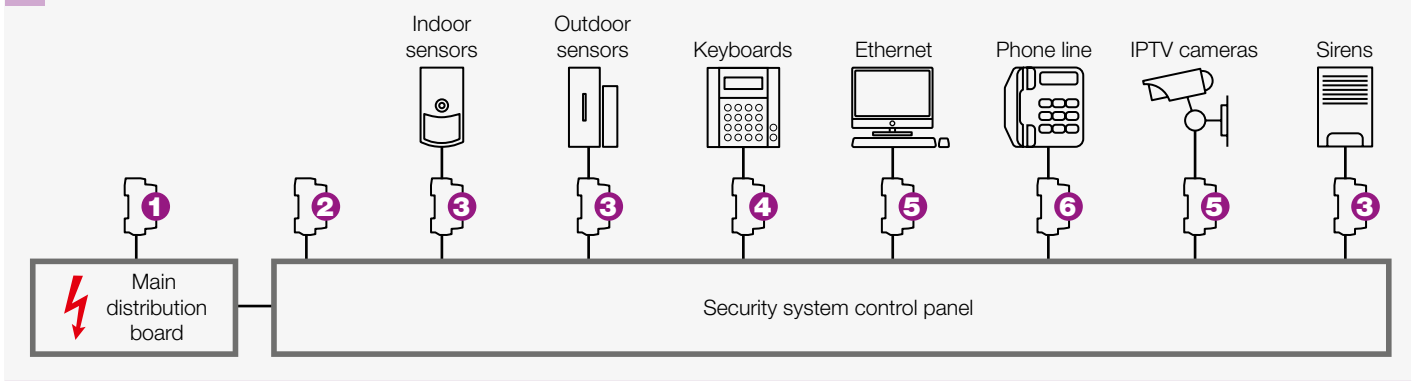 Indoor
sensors
Outdoor
sensors
Keyboards
Ethernet
Phone line
IPTV cameras
Sirens
1
2
3
3
4
5
6
5
3
Main
distribution
board
Security system control panel